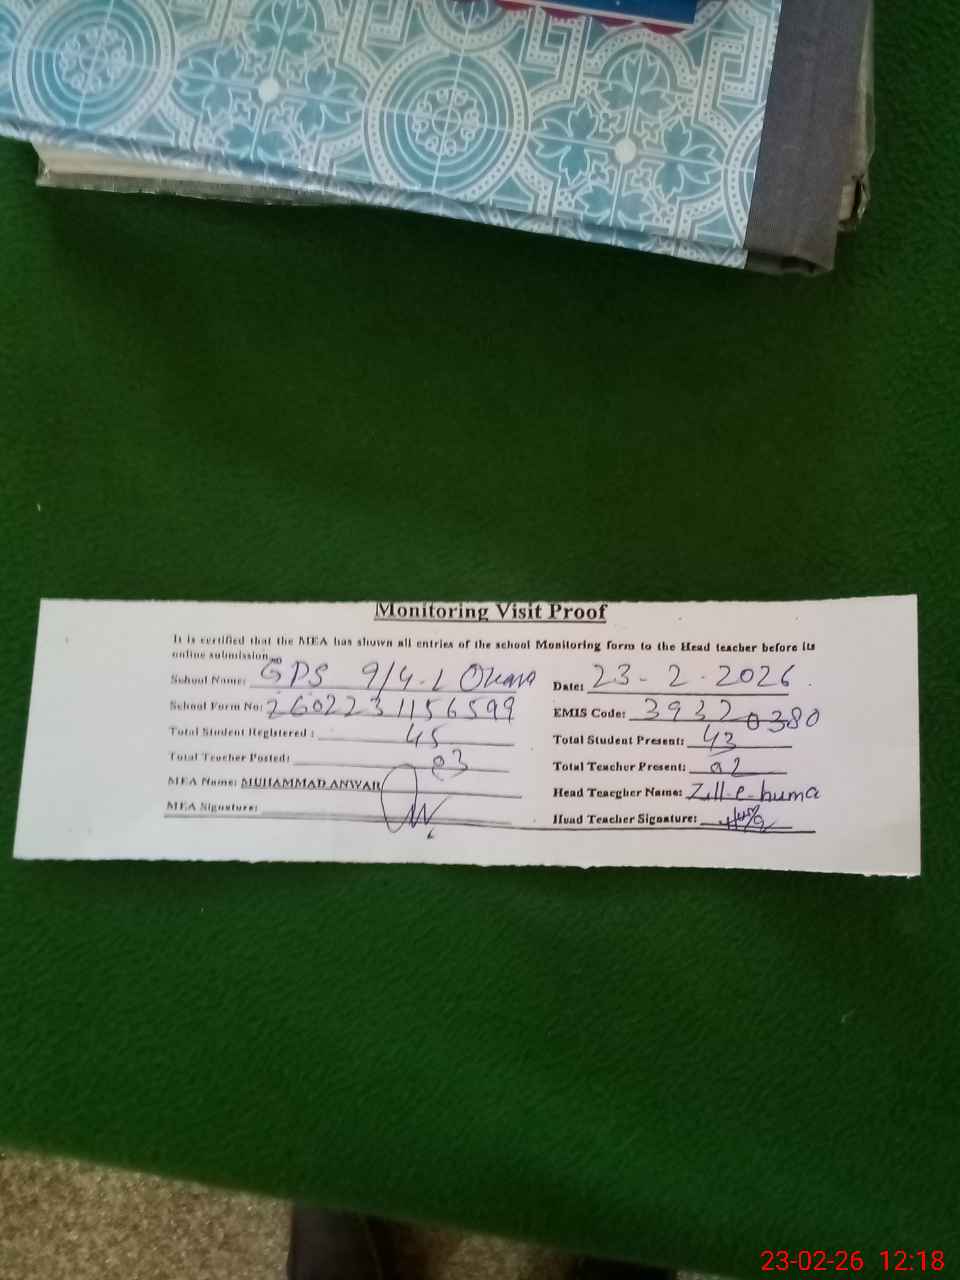 Monitoring Visit Proof
It is certified that the MEA has shown all entries of the school Monitoring form to the Head teacher before its
online submission.
School Name: GPS 9/4-L Okara
Date: 23-2-2026
School Form No: 2602231156599
EMIS Code: 39320380
Total Student Registered : 45
Total Student Present: 43
Total Teacher Posted: 03
Total Teacher Present: 02
MEA Name: MUHAMMAD ANWAR
Head Teacgher Name: Zill-e-huma
MEA Signature:
Head Teacher Signature:
23-02-26 12:18